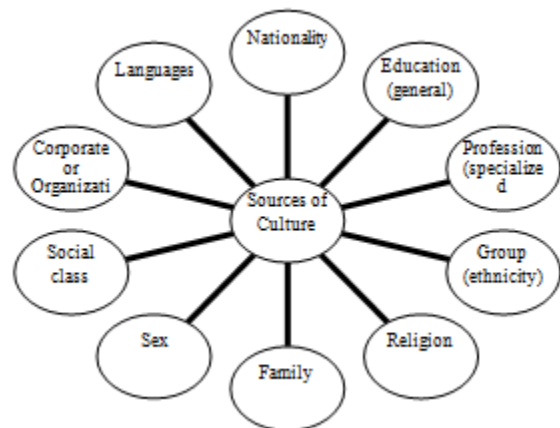 Nationality
Education
(general)
Profession
(specialize
d
Group
(ethnicity)
Religion
Family
Sex
Social
class
Corporate
or
Organizati
Languages
Sources of
Culture